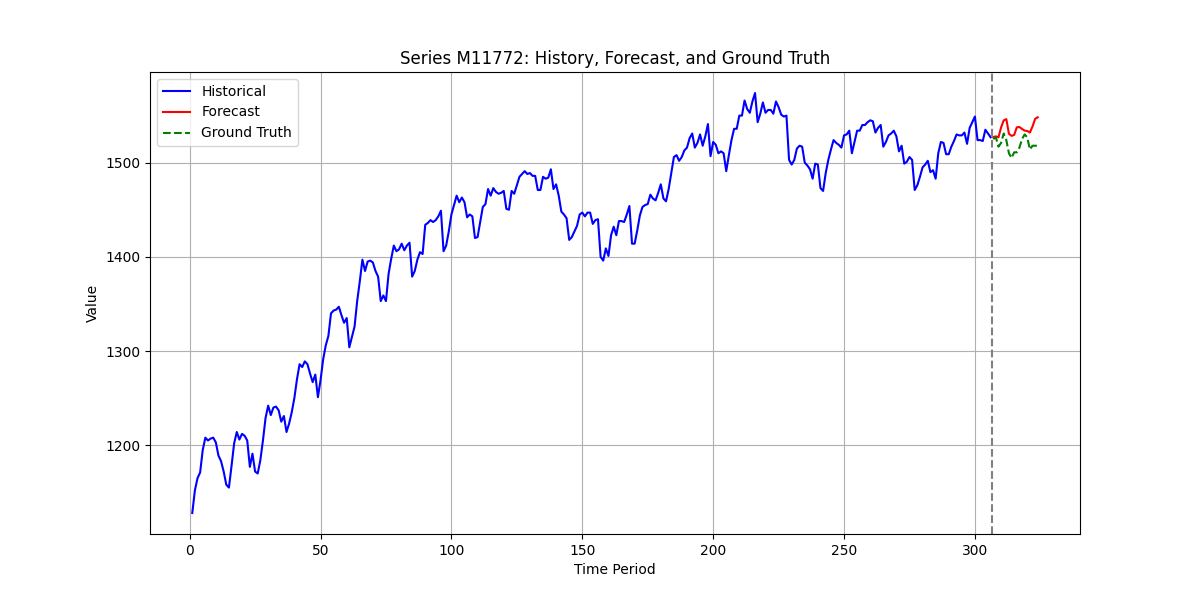 Series M11772: History, Forecast, and Ground Truth
Historical
Forecast
Ground Truth
Value
1500
1400
1300
1200
0 50 100 150 200 250 300
Time Period